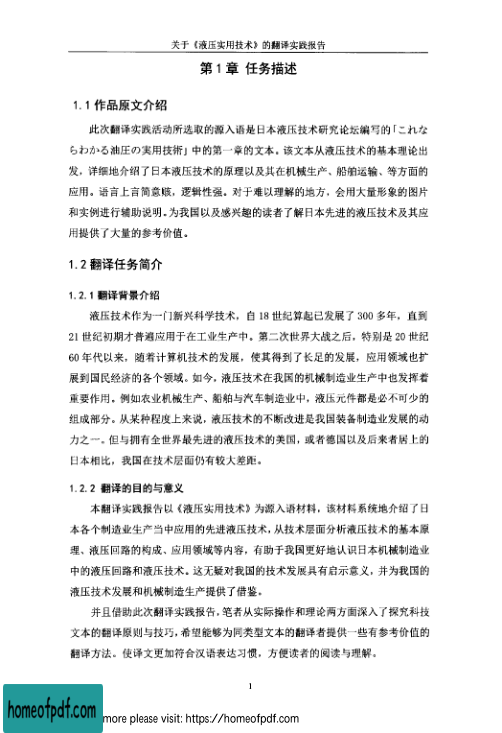 关于《液压实用技术》的翻译实践报告
第 1 章 任务描述
1.1 作品原文介绍
此次翻译实践活动所选取的源入语是日本液压技术研究论坛编写的「これな
らわかる油圧の実用技術」中的第一章的文本。该文本从液压技术的基本理论出
发，详细地介绍了日本液压技术的原理以及其在机械生产、船舶运输、等方面的
应用。语言上言简意赅，逻辑性强。对于难以理解的地方，会用大量形象的图片
和实例进行辅助说明。为我国以及感兴趣的读者了解日本先进的液压技术及其应
用提供了大量的参考价值。
1.2 翻译任务简介
1.2.1 翻译背景介绍
液压技术作为一门新兴科学技术，自 18 世纪算起已发展了 300 多年，直到
21 世纪初期才普遍应用于在工业生产中。第二次世界大战之后，特别是 20 世纪
60 年代以来，随着计算机技术的发展，使其得到了长足的发展，应用领域也扩
展到国民经济的各个领域。如今，液压技术在我国的机械制造业生产中也发挥着
重要作用。例如农业机械生产、船舶与汽车制造业中，液压元件都是必不可少的
组成部分。从某种程度上来说，液压技术的不断改进是我国装备制造业发展的动
力之一。但与拥有全世界最先进的液压技术的美国，或者德国以及后来者居上的
日本相比，我国在技术层面仍有较大差距。
1.2.2 翻译的目的与意义
本翻译实践报告以《液压实用技术》为源入语材料，该材料系统地介绍了日
本各个制造业生产当中应用的先进液压技术，从技术层面分析液压技术的基本原
理、液压回路的构成、应用领域等内容，有助于我国更好地认识日本机械制造业
中的液压回路和液压技术。这无疑对我国的技术发展具有启示意义，并为我国的
液压技术发展和机械制造生产提供了借鉴。
并且借助此次翻译实践报告，笔者从实际操作和理论两方面深入了探究科技
文本的翻译原则与技巧，希望能够为同类型文本的翻译者提供一些有参考价值的
翻译方法。使译文更加符合汉语表达习惯，方便读者的阅读与理解。
1
homeofpdf.com
more please visit: https://homeofpdf.com